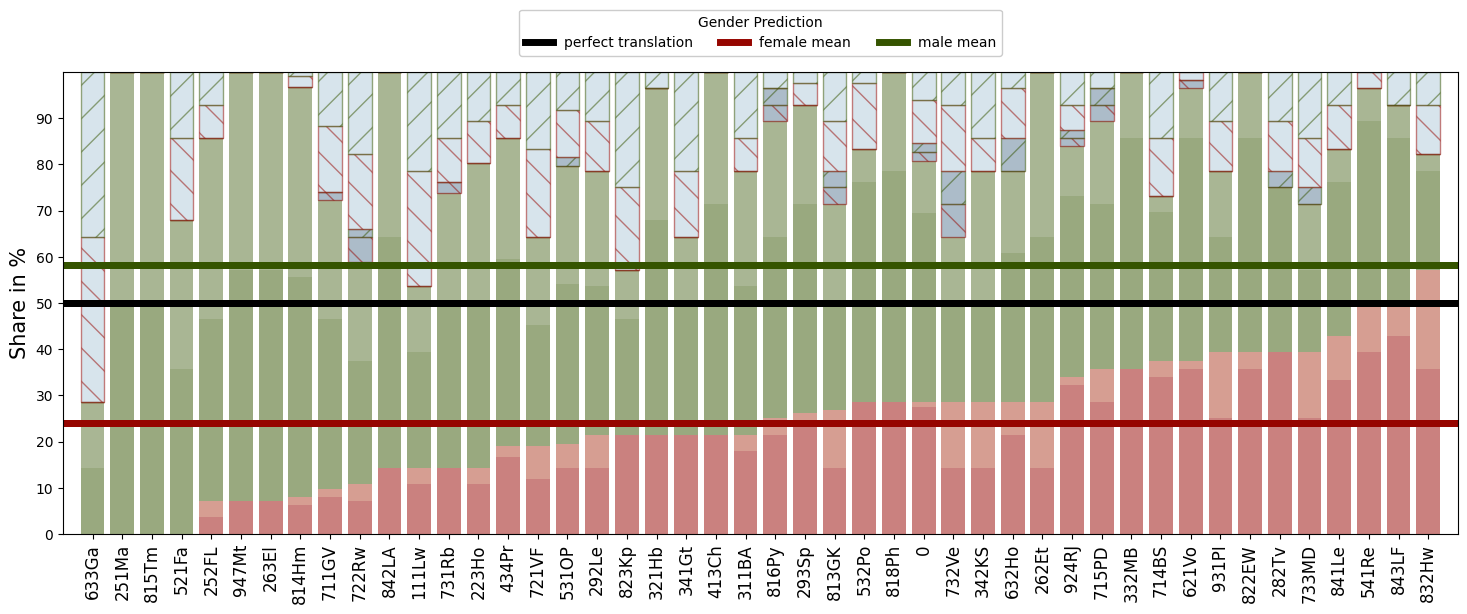 Gender Prediction
perfect translation female mean male mean
Share in %
90
80
70
60
50
40
30
20
10
0
633Ga 251Ma 815Tm 521Fa 252FL 947Mt 263El 814Hm 711GV 722Rw 842LA 111Lw 731Rb 223Ho 434Pr 721VF 531OP 292Le 823Kp 321Hb 341Gt 413Ch 311BA 816Py 293Sp 813GK 532Po 818Ph 0 732Ve 342KS 632Ho 262Et 924RJ 715PD 332MB 714BS 621Vo 931Pl 822EW 282Tv 733MD 841Le 541Re 843LF 832Hw